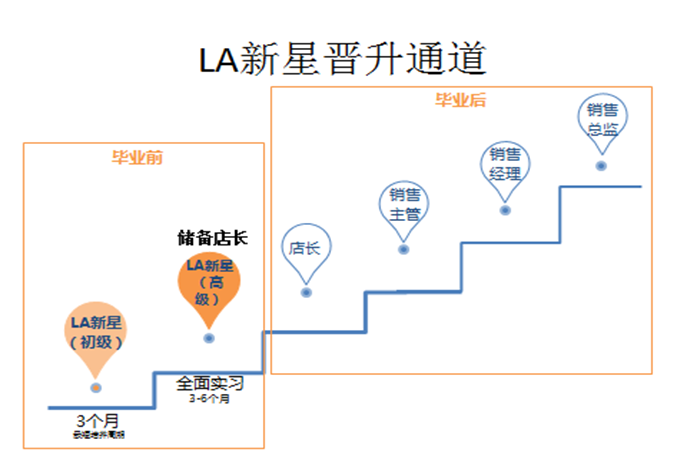 LA新星晋升通道
毕业前
LA新星
（初级）
3个月
储备店长
LA新星
（高
级）
全面实习
3-6个月
毕业后
店长
销售
主管
销售
经理
销售
总监